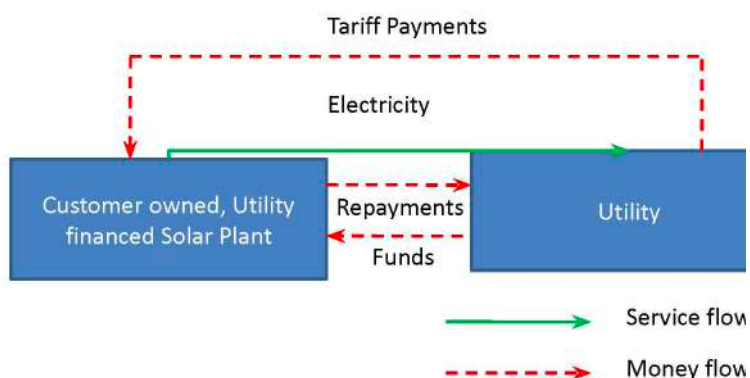 Tariff Payments
Electricity
Customer owned, Utility
financed Solar Plant
Repayments
Funds
Utility
Service flow
Money flow